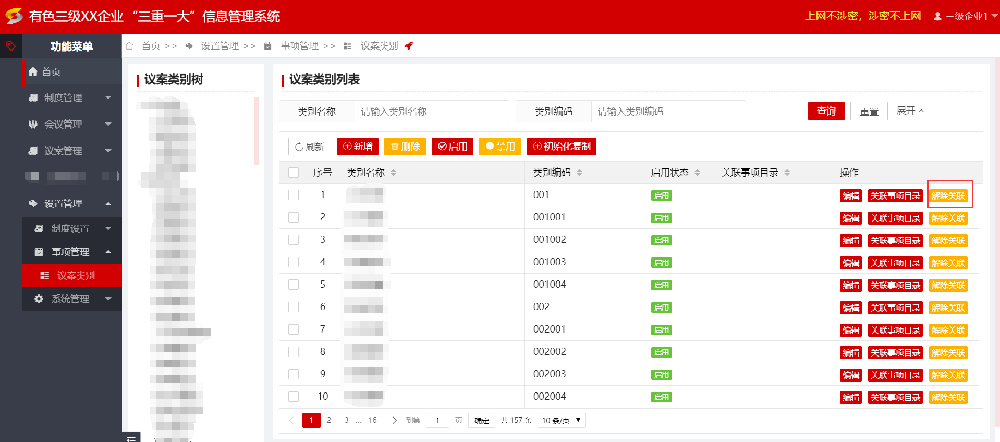 有色三级XX企业“三重一大”信息管理系统
上网不涉密，涉密不上网
三级企业1
功能菜单
首页 >> 设置管理 >> 事项管理 >> 议案类别
首页
制度管理
会议管理
议案管理
设置管理
制度设置
事项管理
议案类别
系统管理
议案类别树
议案类别列表
类别名称 请输入类别名称 类别编码 请输入类别编码 查询 重置 展开
刷新 新增 删除 启用 禁用 初始化复制
序号 类别名称 类别编码 启用状态 关联事项目录 操作
1 001 启用 编辑 关联事项目录 解除关联
2 001001 启用 编辑 关联事项目录 解除关联
3 001002 启用 编辑 关联事项目录 解除关联
4 001003 启用 编辑 关联事项目录 解除关联
5 001004 启用 编辑 关联事项目录 解除关联
6 002 启用 编辑 关联事项目录 解除关联
7 002001 启用 编辑 关联事项目录 解除关联
8 002002 启用 编辑 关联事项目录 解除关联
9 002003 启用 编辑 关联事项目录 解除关联
10 002004 启用 编辑 关联事项目录 解除关联
1 2 3 ... 16 到第 1 页 确定 共 157 条 10 条/页